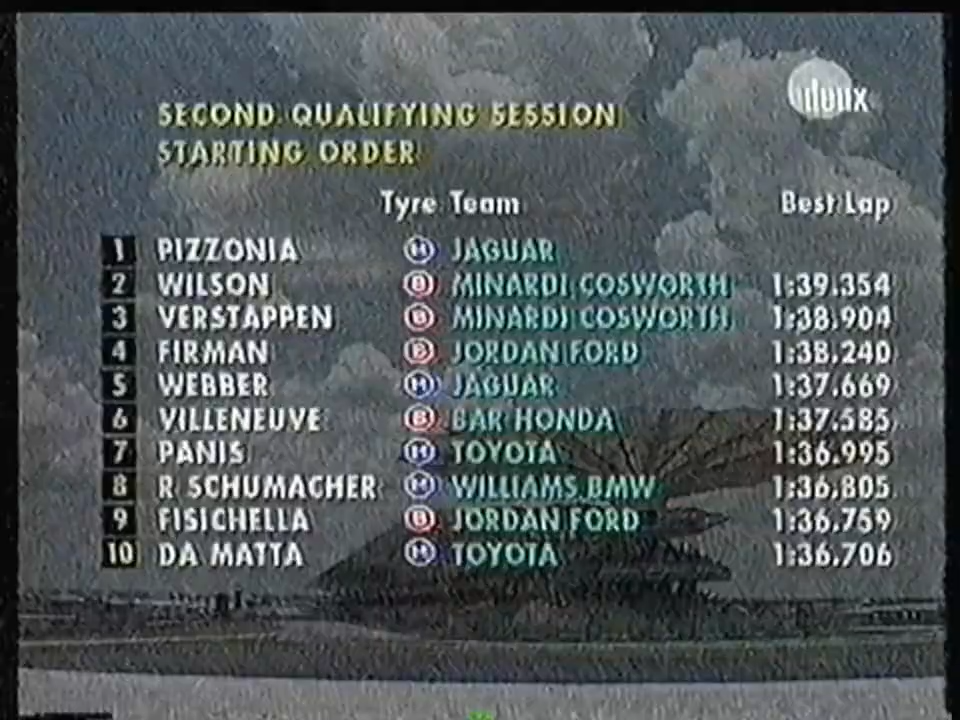 deux
SECOND QUALIFYING SESSION
STARTING ORDER
Tyre Team Best Lap
1 PIZZONIA M JAGUAR
2 WILSON B MINARDI COSWORTH 1:39.354
3 VERSTAPPEN B MINARDI COSWORTH 1:38.904
4 FIRMAN B JORDAN FORD 1:38.240
5 WEBBER M JAGUAR 1:37.669
6 VILLENEUVE B BAR HONDA 1:37.585
7 PANIS M TOYOTA 1:36.995
8 R SCHUMACHER M WILLIAMS BMW 1:36.805
9 FISICHELLA B JORDAN FORD 1:36.759
10 DA MATTA M TOYOTA 1:36.706